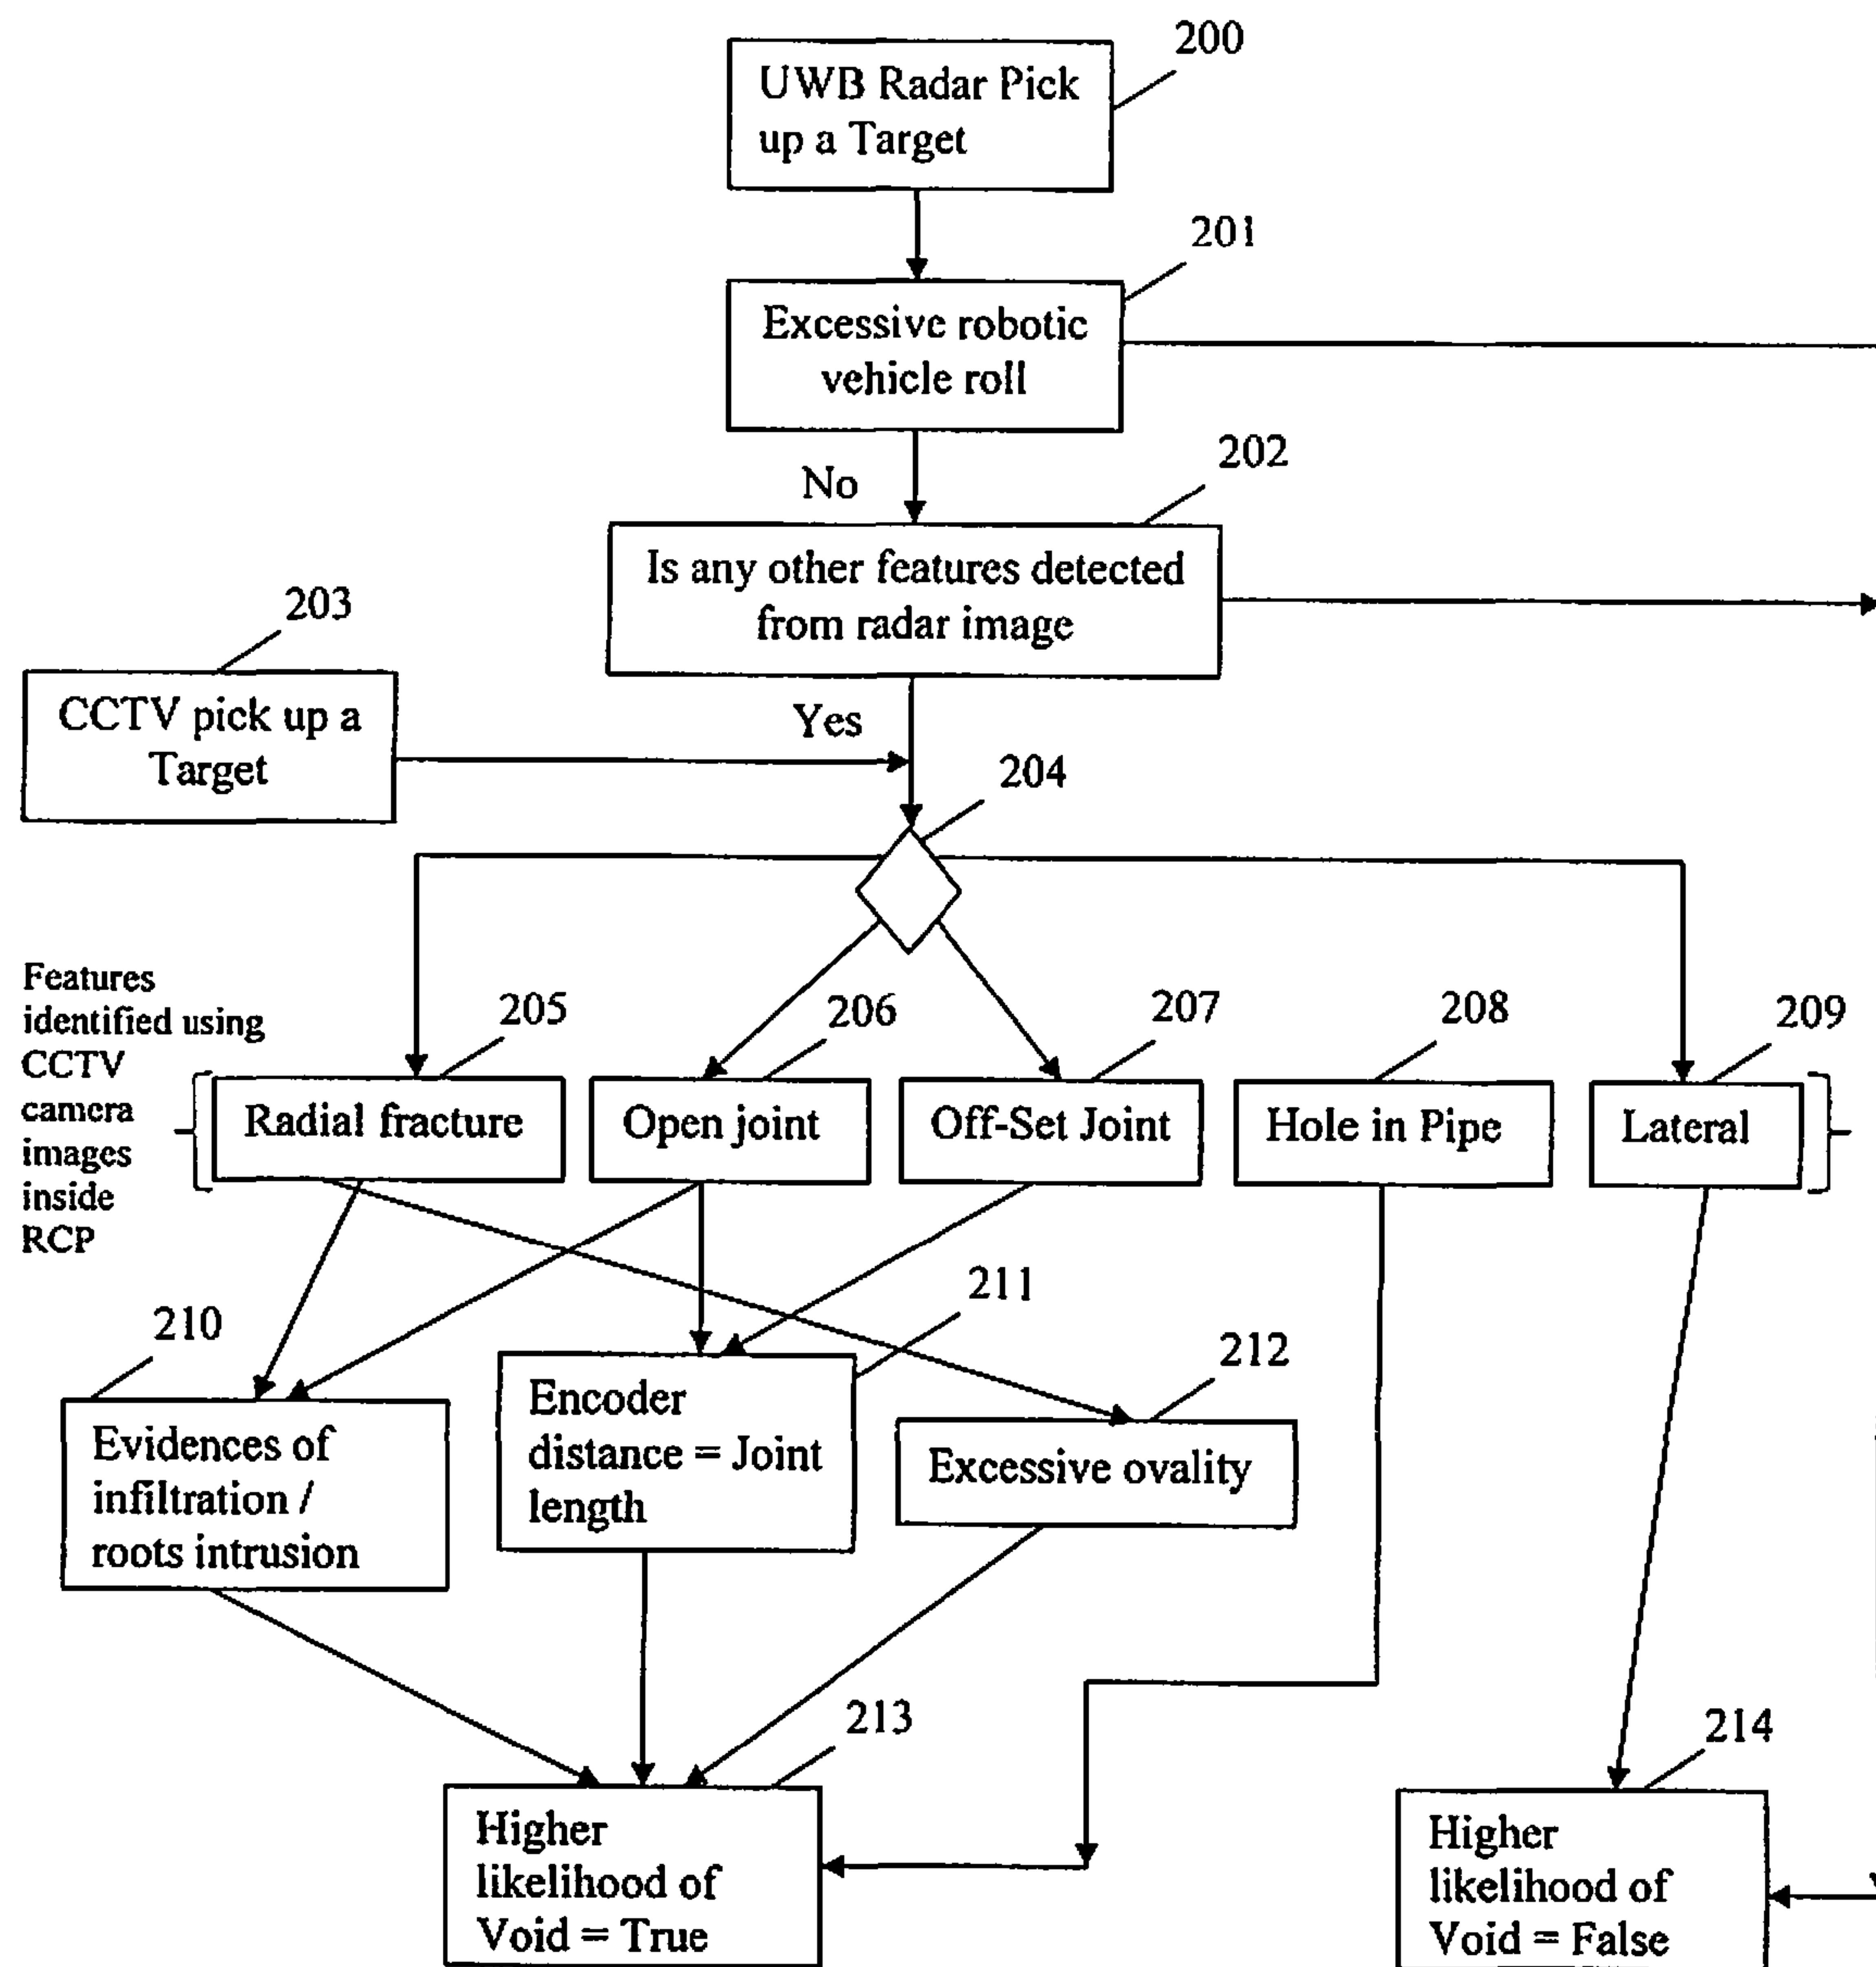 200
UWB Radar Pick
up a Target
201
Excessive robotic
vehicle roll
No
202
Is any other features detected
from radar image
203
CCTV pick up a
Target
Yes
204
Features
identified using
CCTV
camera
images
inside
RCP
205
Radial fracture
206
Open joint
207
Off-Set Joint
208
Hole in Pipe
209
Lateral
210
Evidences of
infiltration /
roots intrusion
211
Encoder
distance = Joint
length
212
Excessive ovality
213
Higher
likelihood of
Void = True
214
Higher
likelihood of
Void = False